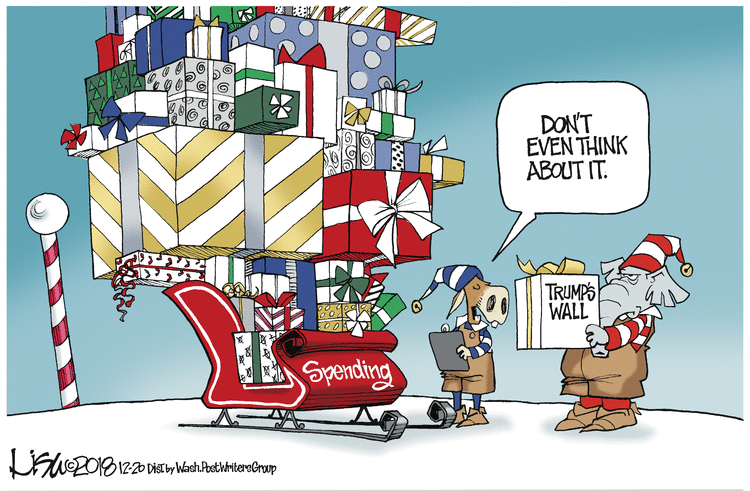 DON'T
EVEN THINK
ABOUT IT.
TRUMP'S
WALL
Spending
Lisa©2018 12-20 Dist by Wash.Post Writers Group